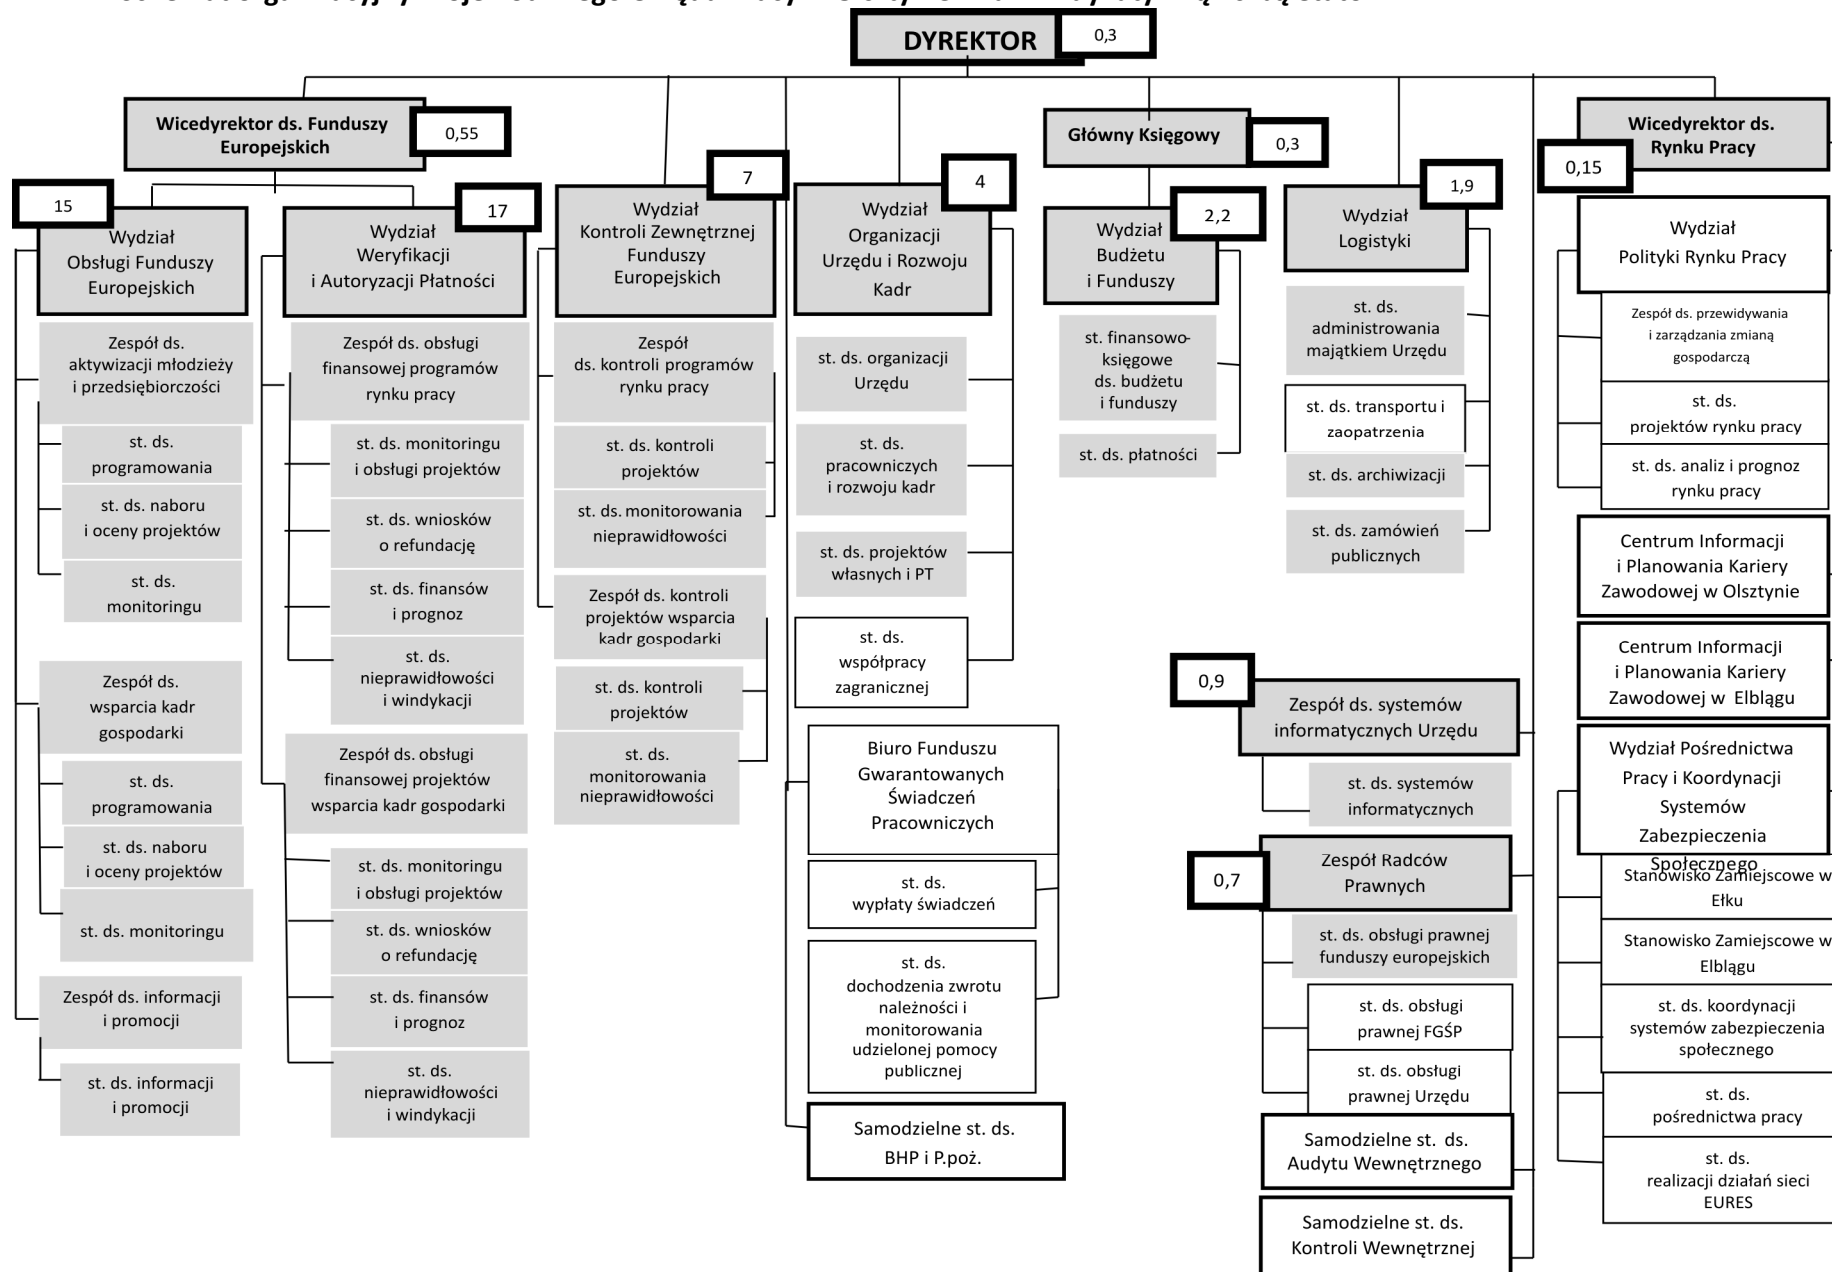 DYREKTOR
0,3
Wicedyrektor ds. Funduszy
Europejskich
0,55
15
Wydział
Obsługi Funduszy
Europejskich
Zespół ds.
aktywizacji młodzieży
i przedsiębiorczości
st. ds.
programowania
st. ds. naboru
i oceny projektów
st. ds.
monitoringu
Zespół ds.
wsparcia kadr
gospodarki
st. ds.
programowania
st. ds. naboru
i oceny projektów
st. ds. monitoringu
Zespół ds. informacji
i promocji
st. ds. informacji
i promocji
17
Wydział
Weryfikacji
i Autoryzacji Płatności
Zespół ds. obsługi
finansowej programów
rynku pracy
st. ds. monitoringu
i obsługi projektów
st. ds. wniosków
o refundację
st. ds. finansów
i prognoz
st. ds.
nieprawidłowości
i windykacji
Zespół ds. obsługi
finansowej projektów
wsparcia kadr gospodarki
st. ds. monitoringu
i obsługi projektów
st. ds. wniosków
o refundację
st. ds. finansów
i prognoz
st. ds.
nieprawidłowości
i windykacji
7
Wydział
Kontroli Zewnętrznej
Funduszy
Europejskich
Zespół
ds. kontroli programów
rynku pracy
st. ds. kontroli
projektów
st. ds. monitorowania
nieprawidłowości
Zespół ds. kontroli
projektów wsparcia
kadr gospodarki
st. ds. kontroli
projektów
st. ds.
monitorowania
nieprawidłowości
4
Wydział
Organizacji
Urzędu i Rozwoju
Kadr
st. ds. organizacji
Urzędu
st. ds.
pracowniczych
i rozwoju kadr
st. ds. projektów
własnych i PT
st. ds.
współpracy
zagranicznej
Biuro Funduszu
Gwarantowanych
Świadczeń
Pracowniczych
st. ds.
wypłaty świadczeń
st. ds.
dochodzenia zwrotu
należności i
monitorowania
udzielonej pomocy
publicznej
Samodzielne st. ds.
BHP i P.poż.
Główny Księgowy
0,3
2,2
Wydział
Budżetu
i Funduszy
st. finansowo-
księgowe
ds. budżetu
i funduszy
st. ds. płatności
1,9
Wydział
Logistyki
st. ds.
administrowania
majątkiem Urzędu
st. ds. transportu i
zaopatrzenia
st. ds. archiwizacji
st. ds. zamówień
publicznych
0,9
Zespół ds. systemów
informatycznych Urzędu
st. ds. systemów
informatycznych
0,7
Zespół Radców
Prawnych
st. ds. obsługi prawnej
funduszy europejskich
st. ds. obsługi
prawnej FGŚP
st. ds. obsługi
prawnej Urzędu
Samodzielne st. ds.
Audytu Wewnętrznego
Samodzielne st. ds.
Kontroli Wewnętrznej
Wicedyrektor ds.
Rynku Pracy
0,15
Wydział
Polityki Rynku Pracy
Zespół ds. przewidywania
i zarządzania zmianą
gospodarczą
st. ds.
projektów rynku pracy
st. ds. analiz i prognoz
rynku pracy
Centrum Informacji
i Planowania Kariery
Zawodowej w Olsztynie
Centrum Informacji
i Planowania Kariery
Zawodowej w Elblągu
Wydział Pośrednictwa
Pracy i Koordynacji
Systemów
Zabezpieczenia
Społecznego
Stanowisko Zamiejscowe w
Ełku
Stanowisko Zamiejscowe w
Elblągu
st. ds. koordynacji
systemów zabezpieczenia
społecznego
st. ds.
pośrednictwa pracy
st. ds.
realizacji działań sieci
EURES